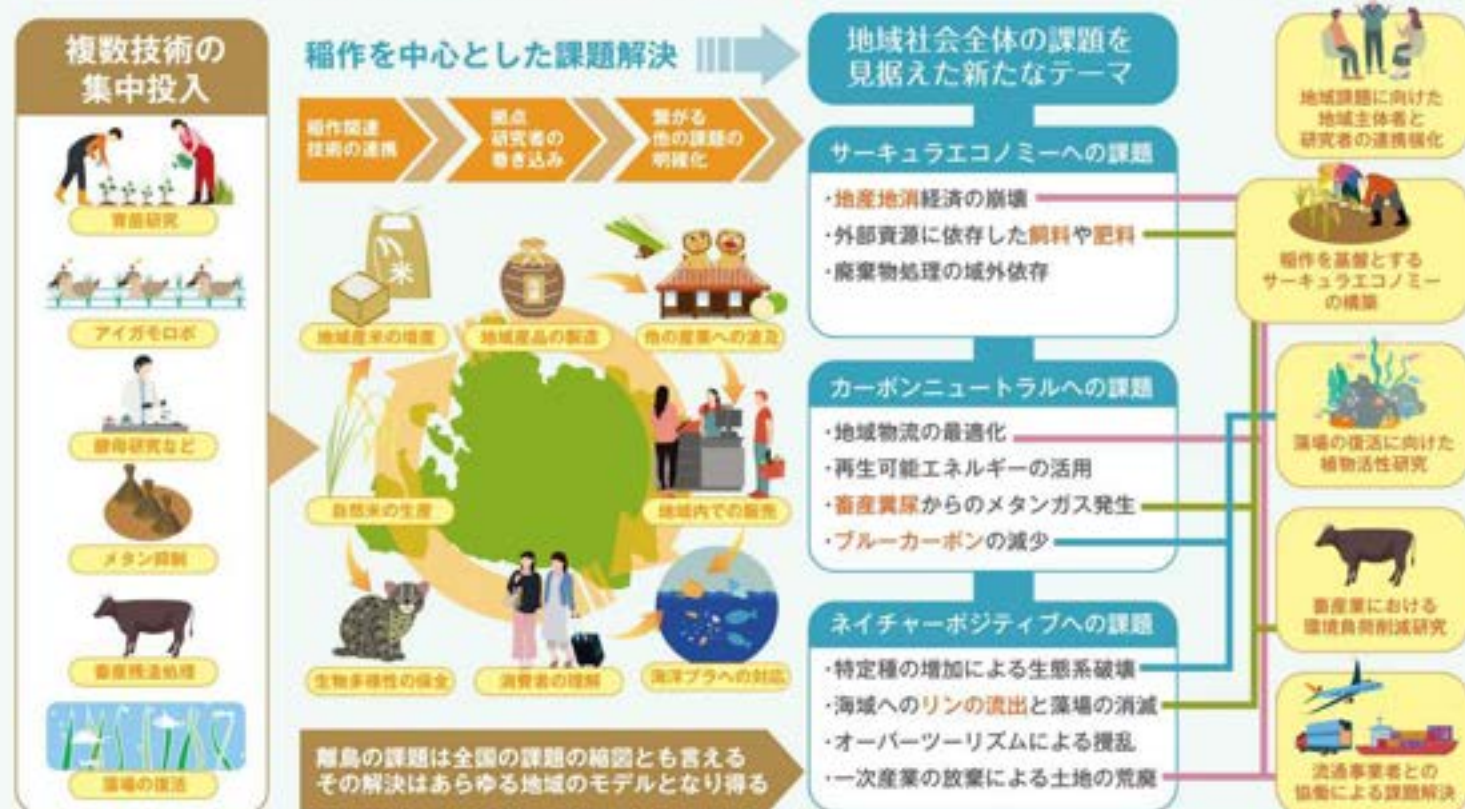 複数技術の
集中投入
育苗研究
アイガモロボ
酵母研究など
メタン抑制
畜産残渣処理
藻場の復活
稲作を中心とした課題解決
稲作関連
技術の連携
拠点
研究者の
巻き込み
繋がる
他の課題の
明確化
米
地域産米の増産
地域産品の製造
他の産業への波及
自然米の生産
地域内での販売
生物多様性の保全
消費者の理解
海洋プラへの対応
離島の課題は全国の課題の縮図とも言える
その解決はあらゆる地域のモデルとなり得る
地域社会全体の課題を
見据えた新たなテーマ
サーキュラエコノミーへの課題
・地産地消経済の崩壊
・外部資源に依存した飼料や肥料
・廃棄物処理の域外依存
カーボンニュートラルへの課題
・地域物流の最適化
・再生可能エネルギーの活用
・畜産糞尿からのメタンガス発生
・ブルーカーボンの減少
ネイチャーポジティブへの課題
・特定種の増加による生態系破壊
・海域へのリンの流出と藻場の消滅
・オーバーツーリズムによる攪乱
・一次産業の放棄による土地の荒廃
地域課題に向けた
地域主体者と
研究者の連携強化
稲作を基盤とする
サーキュラエコノミー
の構築
藻場の復活に向けた
植物活性研究
畜産業における
環境負荷削減研究
流通事業者との
協働による課題解決